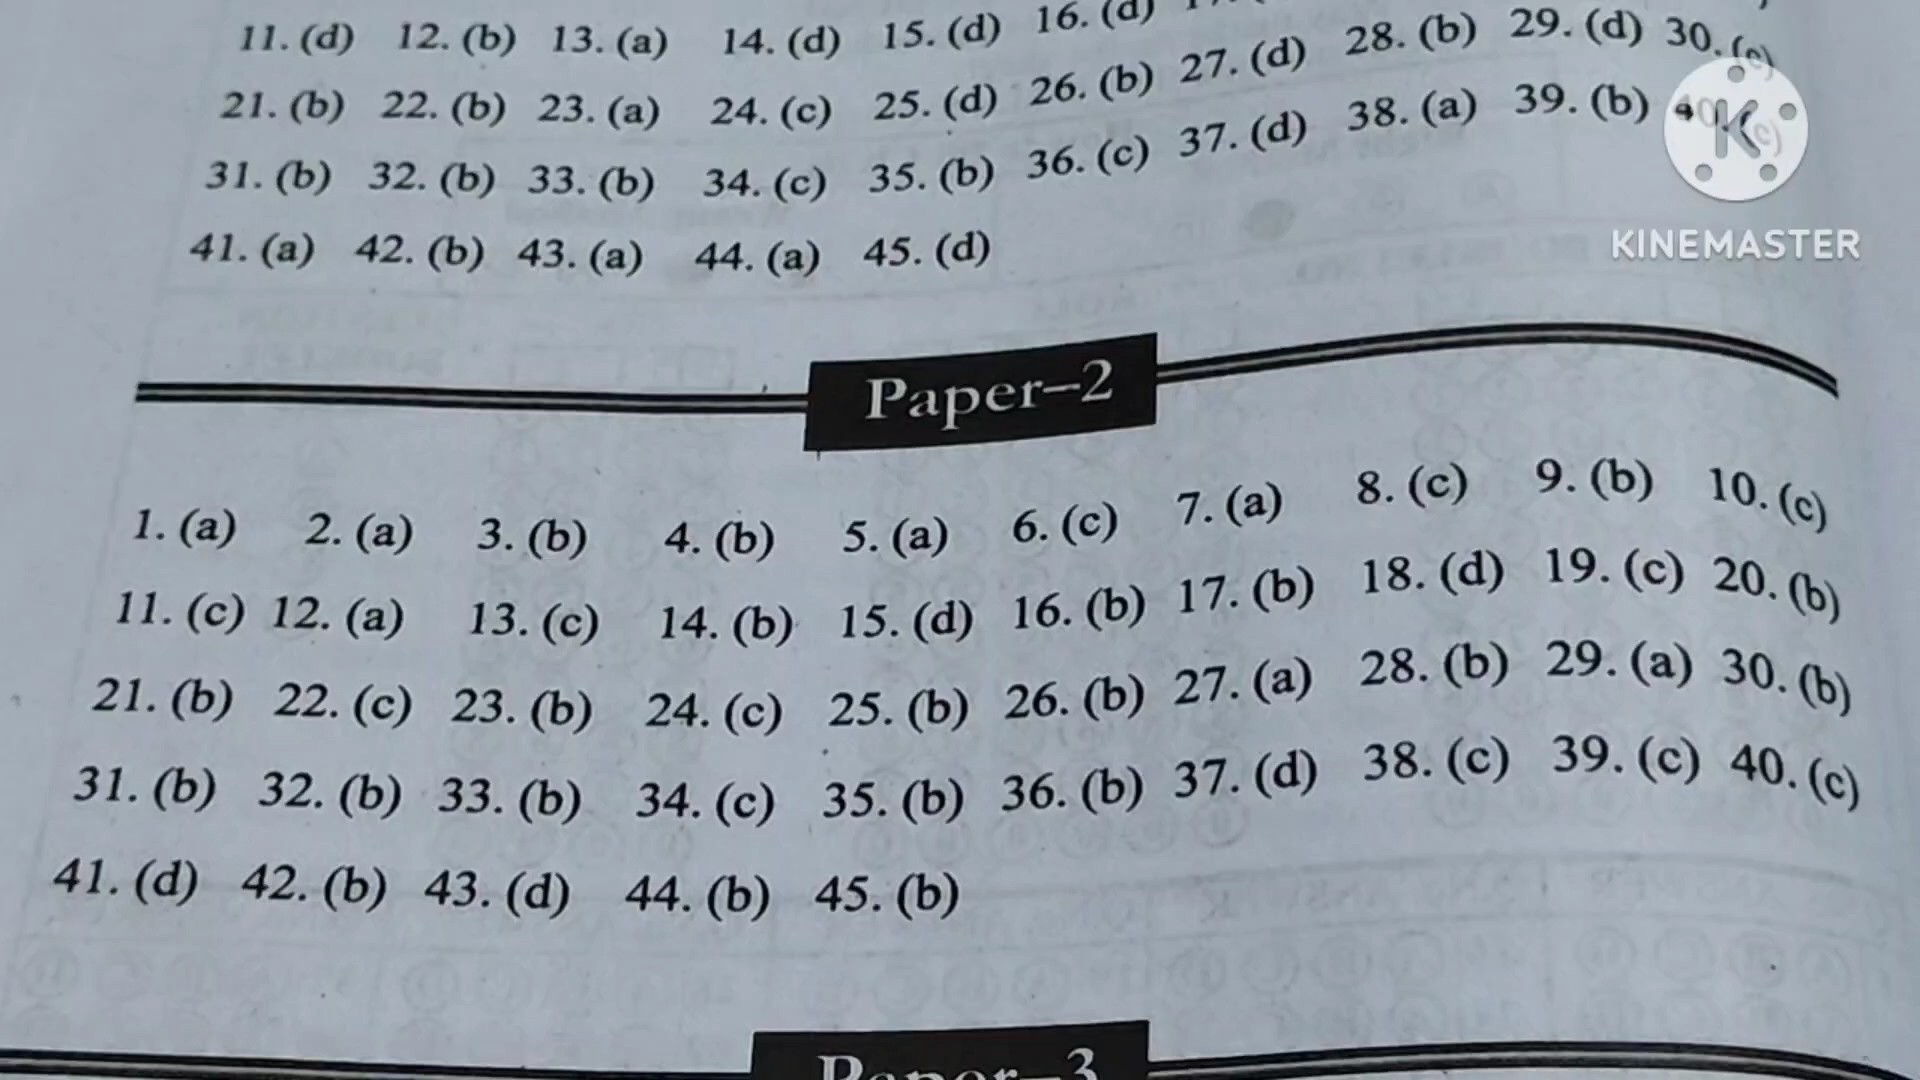 11. (d) 12. (b) 13. (a) 14. (d) 15. (d) 16. (d)
21. (b) 22. (b) 23. (a) 24. (c) 25. (d) 26. (b) 27. (d) 28. (b) 29. (d) 30. (c)
31. (b) 32. (b) 33. (b) 34. (c) 35. (b) 36. (c) 37. (d) 38. (a) 39. (b) 40. (c)
41. (a) 42. (b) 43. (a) 44. (a) 45. (d)
KINEMASTER
Paper–2
1. (a) 2. (a) 3. (b) 4. (b) 5. (a) 6. (c) 7. (a) 8. (c) 9. (b) 10. (c)
11. (c) 12. (a) 13. (c) 14. (b) 15. (d) 16. (b) 17. (b) 18. (d) 19. (c) 20. (b)
21. (b) 22. (c) 23. (b) 24. (c) 25. (b) 26. (b) 27. (a) 28. (b) 29. (a) 30. (b)
31. (b) 32. (b) 33. (b) 34. (c) 35. (b) 36. (b) 37. (d) 38. (c) 39. (c) 40. (c)
41. (d) 42. (b) 43. (d) 44. (b) 45. (b)
Paper–3